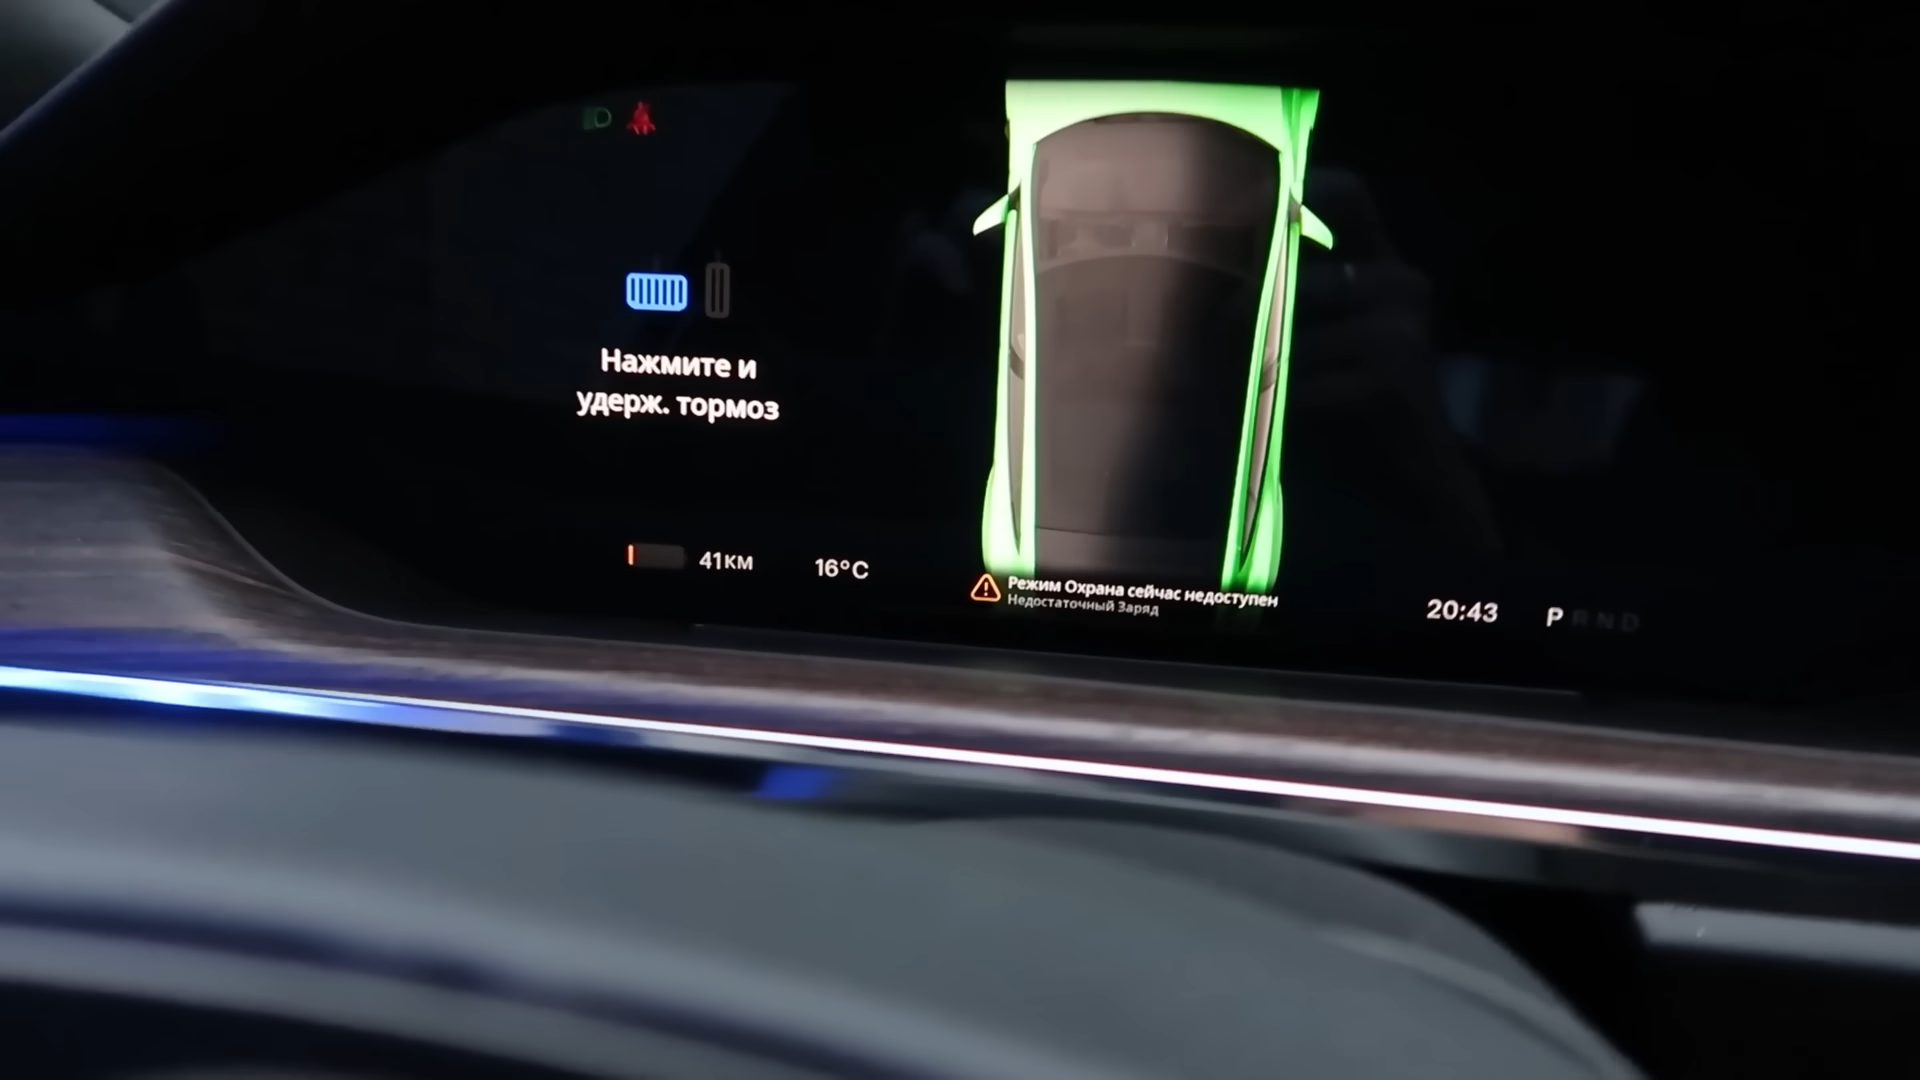 Нажмите и
удерж. тормоз
41КМ
16°C
Режим Охрана сейчас недоступен
Недостаточный Заряд
20:43
P R N D